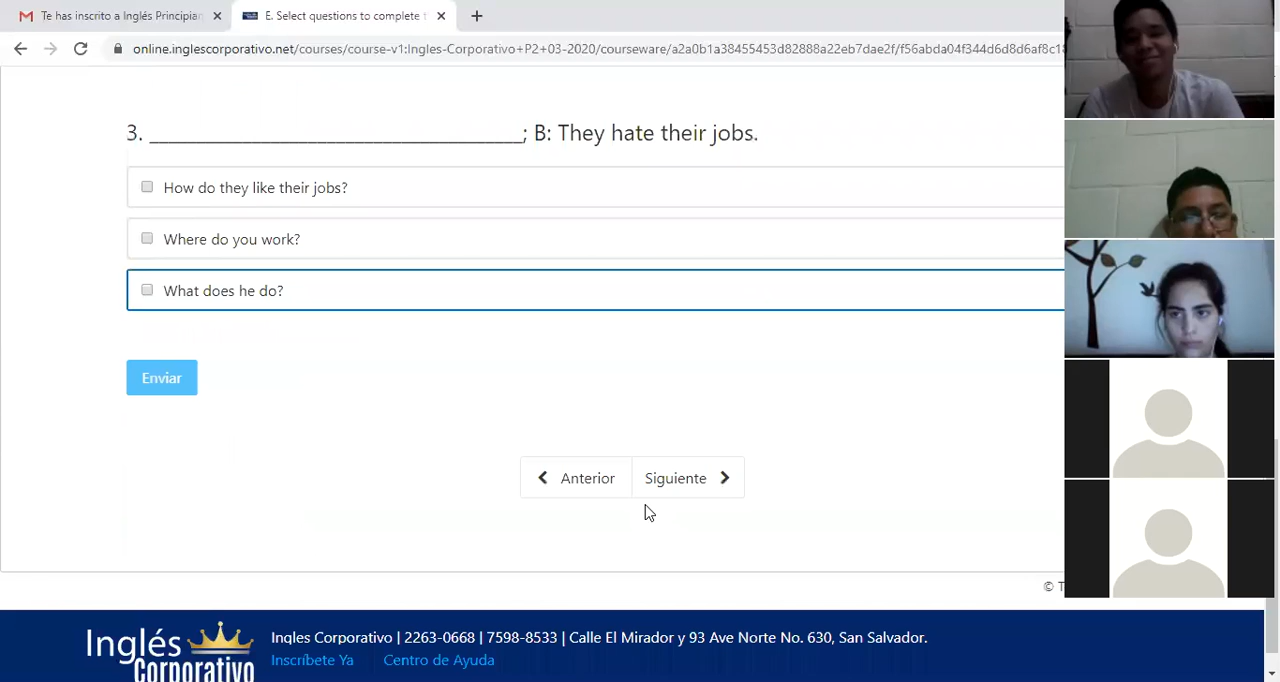 Te has inscrito a Inglés Principian
E. Select questions to complete t
online.inglescorporativo.net/courses/course-v1:Ingles-Corporativo+P2+03-2020/courseware/a2a0b1a38455453d82888a22eb7dae2f/f56abda04f344d6d8d6af8c18
3. ________________________________; B: They hate their jobs.
How do they like their jobs?
Where do you work?
What does he do?
Enviar
Anterior
Siguiente
© T
Inglés Corporativo
Ingles Corporativo | 2263-0668 | 7598-8533 | Calle El Mirador y 93 Ave Norte No. 630, San Salvador.
Inscríbete Ya
Centro de Ayuda